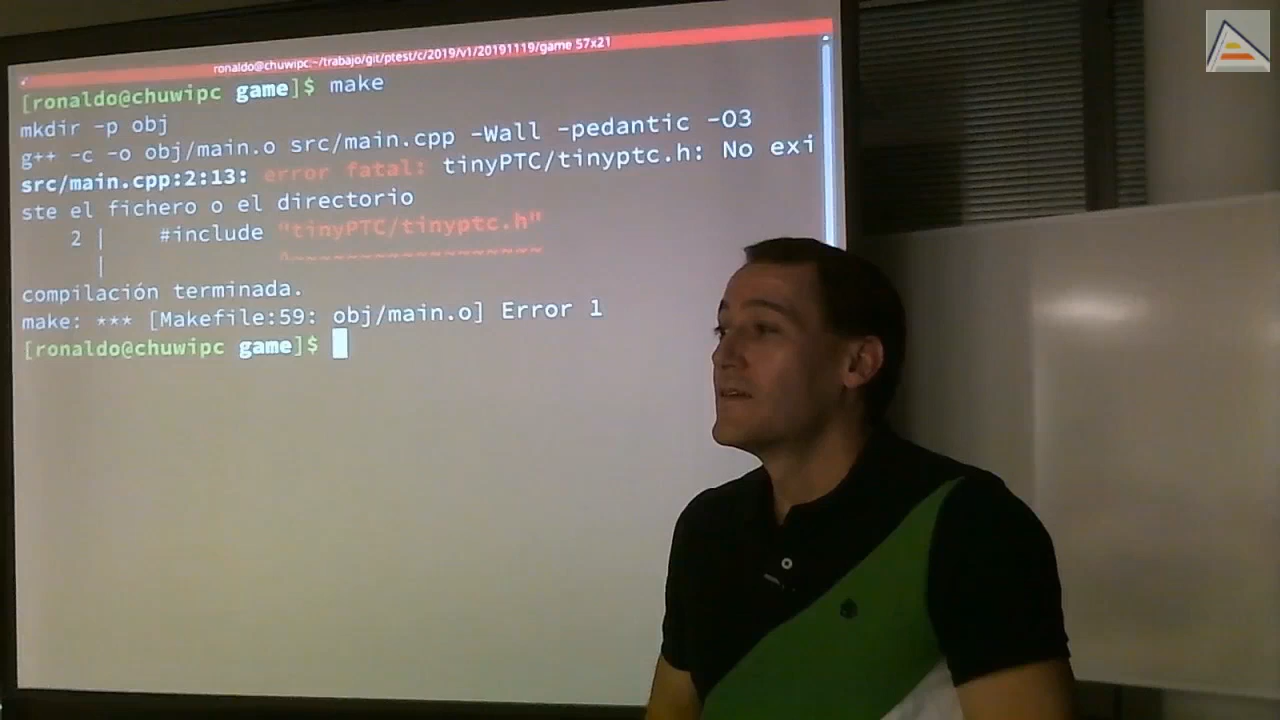 ronaldo@chuwipc:~/trabajo/git/ptest/c/2019/v1/20191119/game 57x21
[ronaldo@chuwipc game]$ make
mkdir -p obj
g++ -c -o obj/main.o src/main.cpp -Wall -pedantic -O3
src/main.cpp:2:13: error fatal: tinyPTC/tinyptc.h: No exi
ste el fichero o el directorio
2 | #include "tinyPTC/tinyptc.h"
| ^~~~~~~~~~~~~~~~~~~
compilación terminada.
make: *** [Makefile:59: obj/main.o] Error 1
[ronaldo@chuwipc game]$